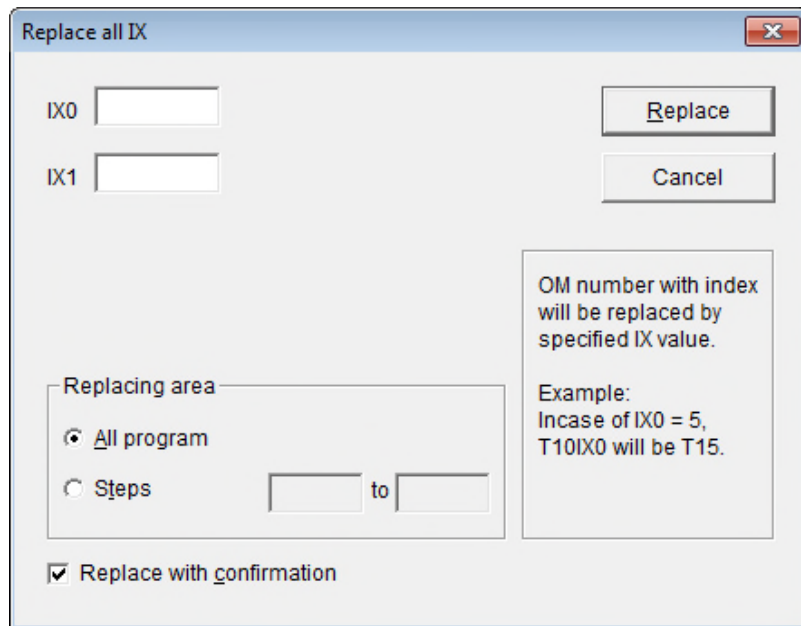 Replace all IX
IX0
Replace
IX1
Cancel
OM number with index
will be replaced by
specified IX value.
Example:
Incase of IX0 = 5,
T10IX0 will be T15.
Replacing area
All program
Steps
to
Replace with confirmation